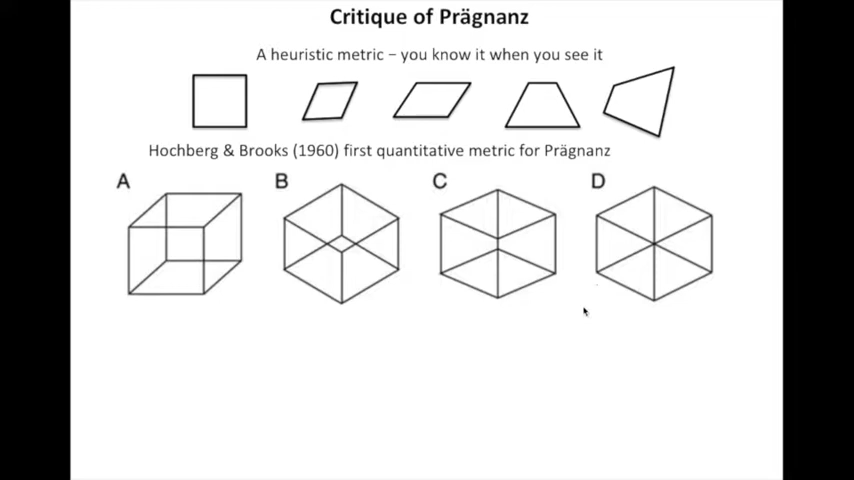 Critique of Prägnanz
A heuristic metric – you know it when you see it
Hochberg & Brooks (1960) first quantitative metric for Prägnanz
A B C D